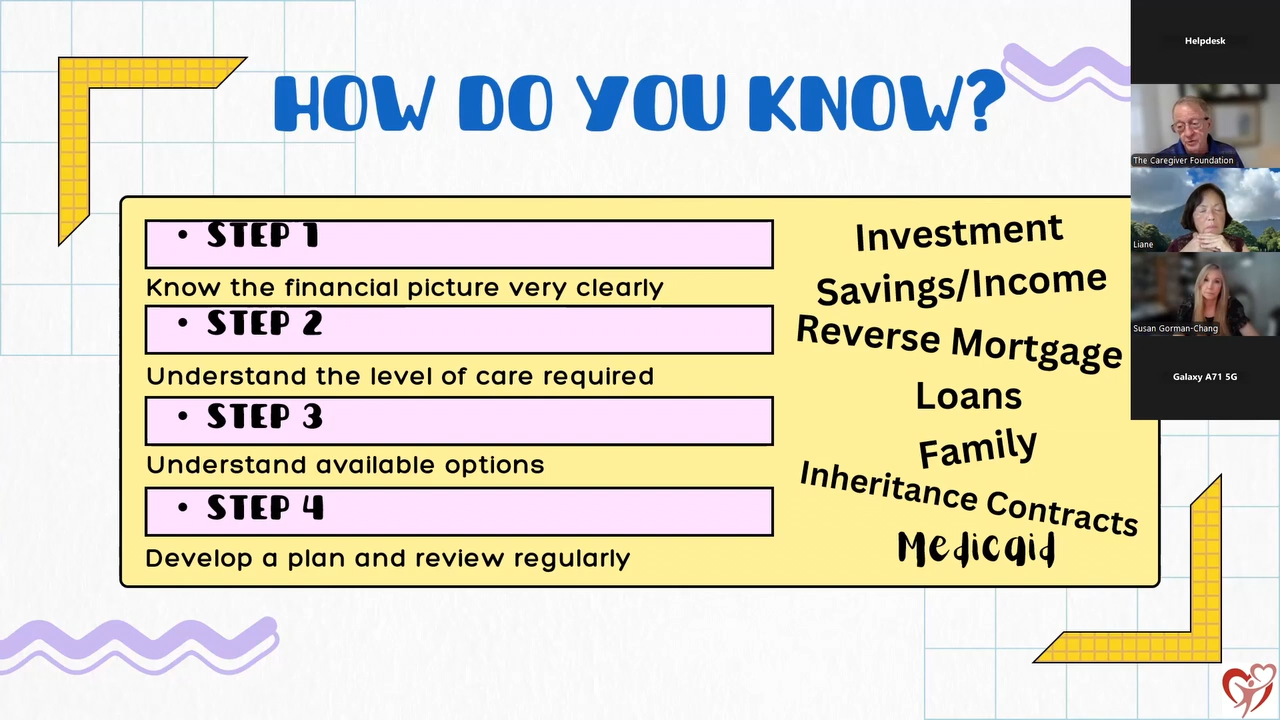 HOW DO YOU KNOW?
• STEP 1
Know the financial picture very clearly
• STEP 2
Understand the level of care required
• STEP 3
Understand available options
• STEP 4
Develop a plan and review regularly
Investment
Savings/Income
Reverse Mortgage
Loans
Family
Inheritance Contracts
Medicaid
Helpdesk
The Caregiver Foundation
Liane
Susan Gorman-Chang
Galaxy A71 5G